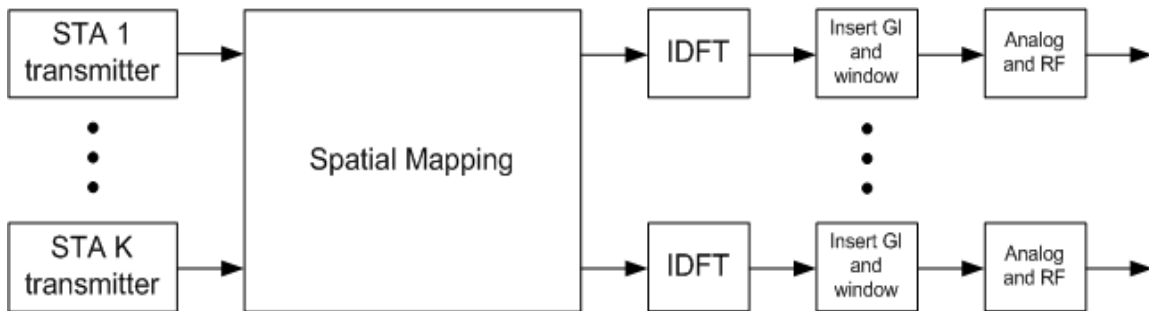 STA 1
transmitter
Spatial Mapping
IDFT
Insert GI
and
window
Analog
and RF
STA K
transmitter
IDFT
Insert GI
and
window
Analog
and RF